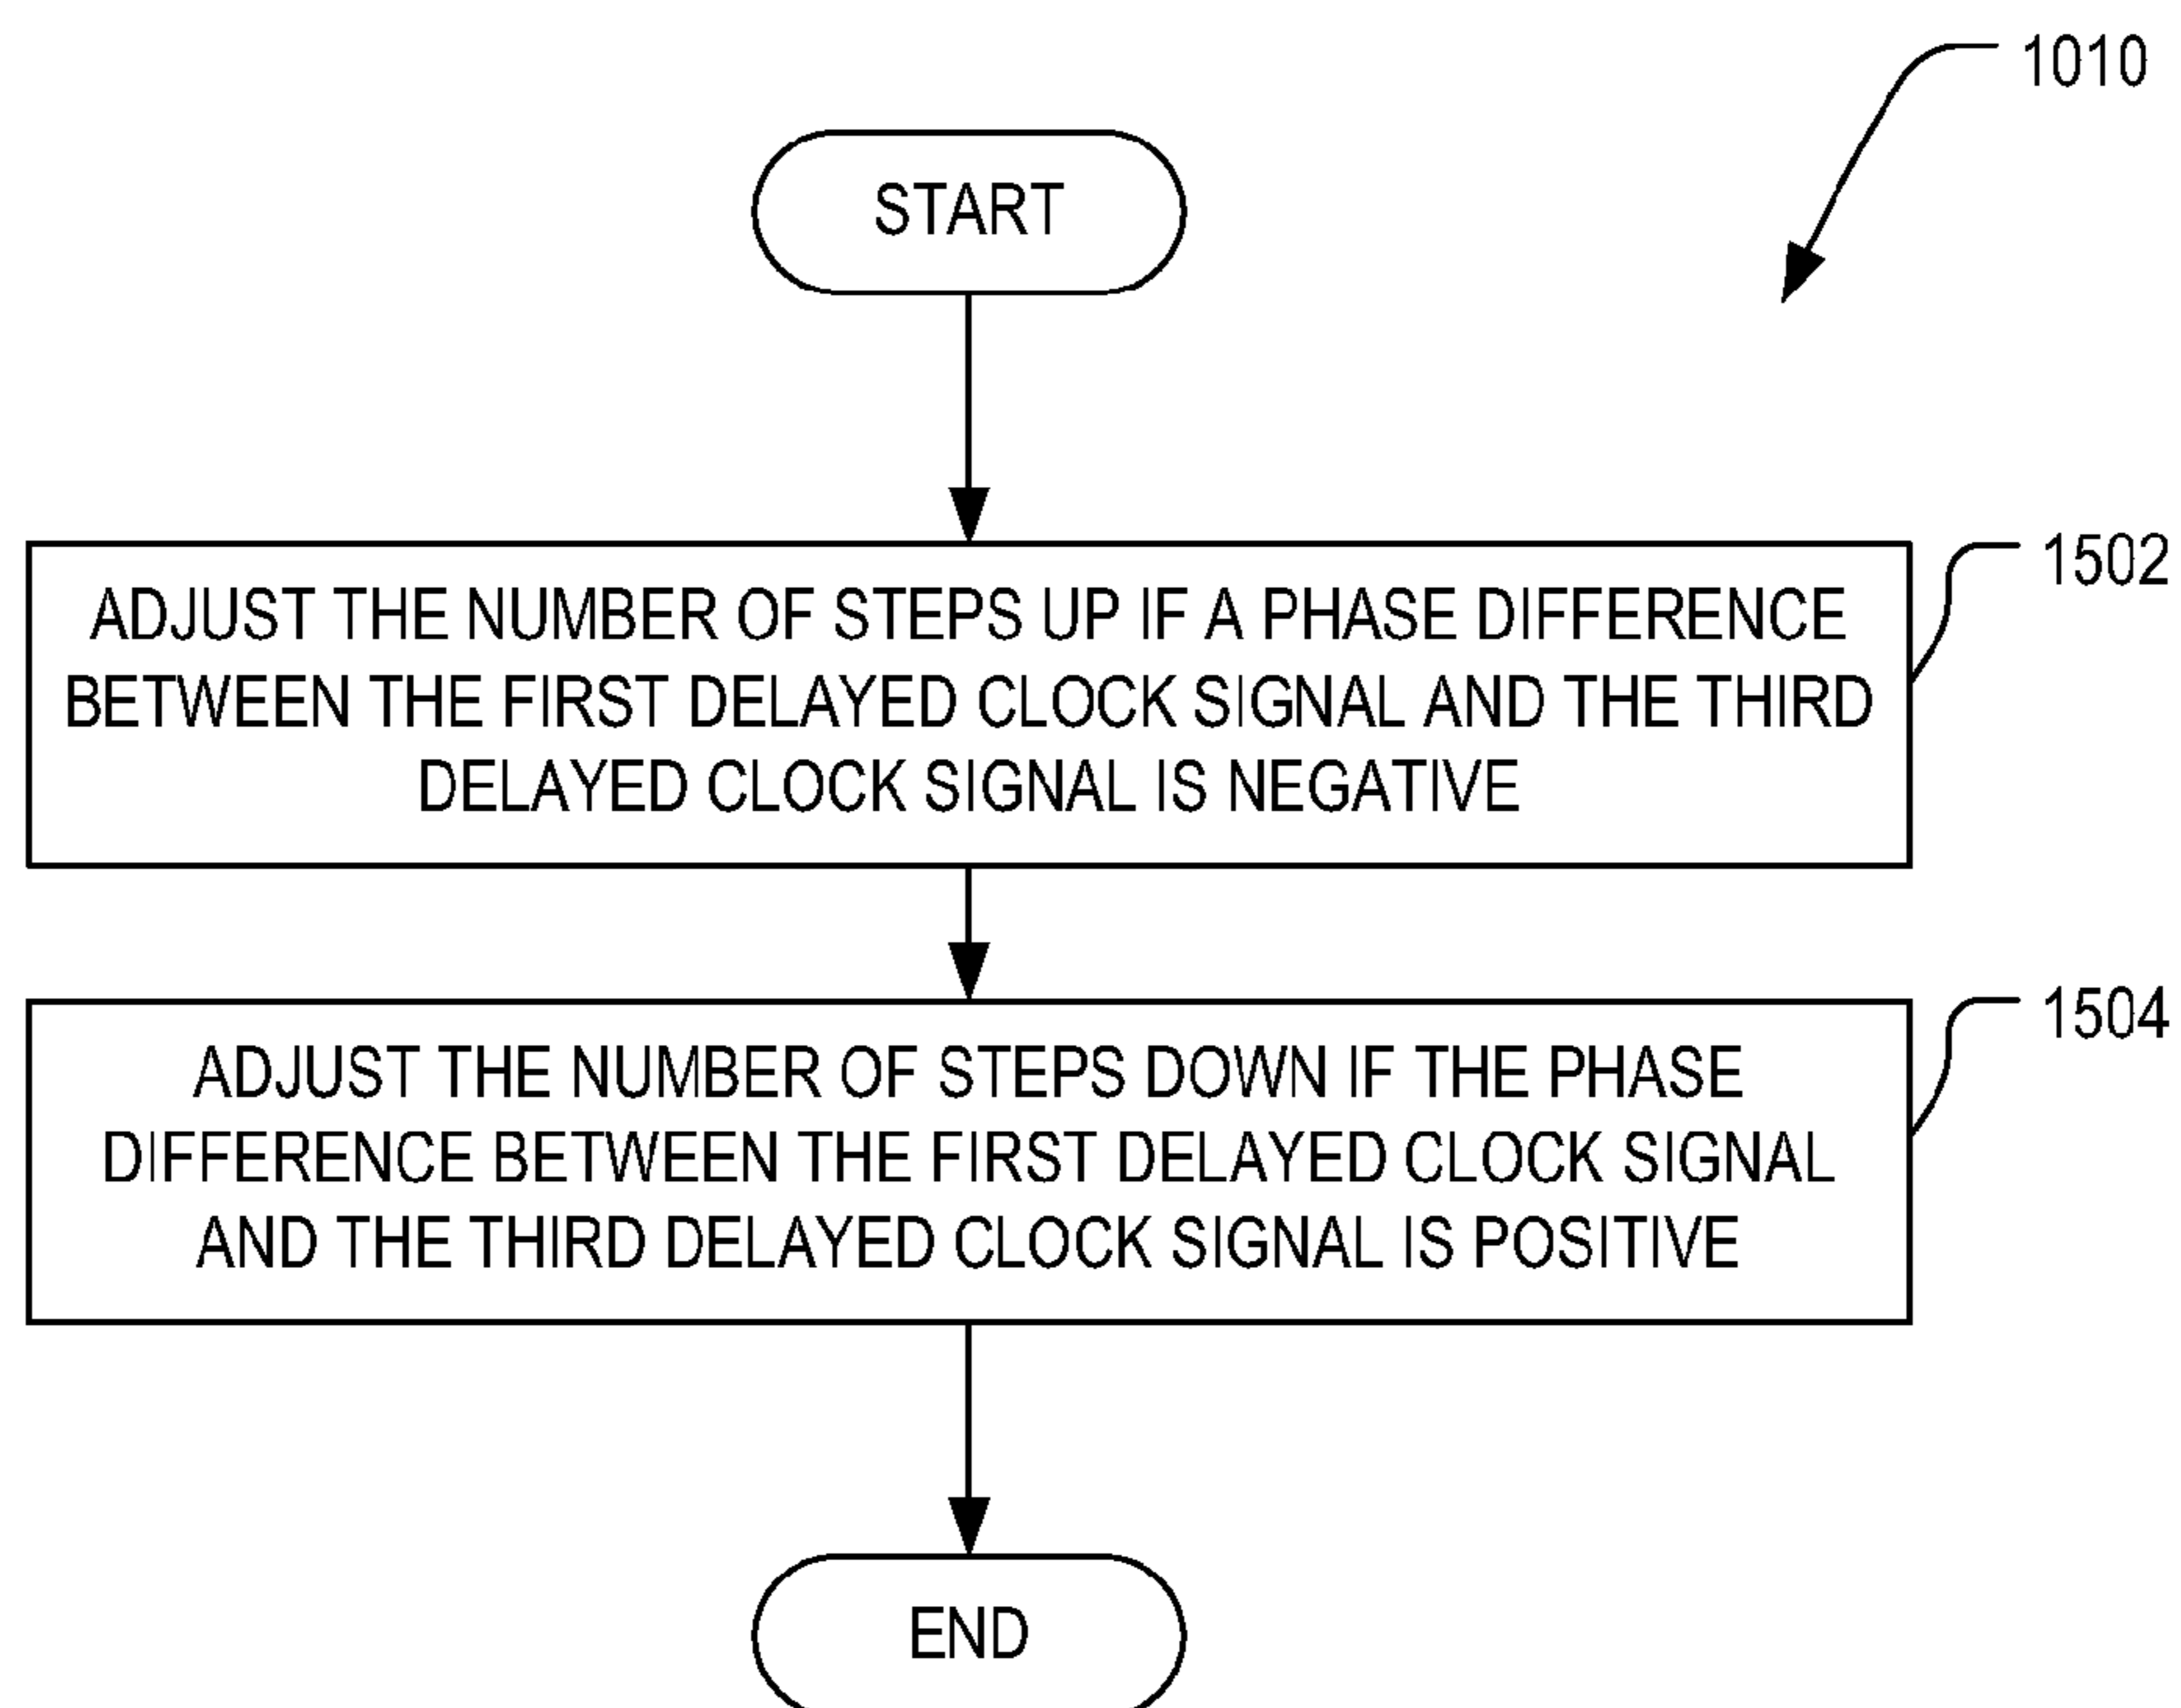 1010
START
1502
ADJUST THE NUMBER OF STEPS UP IF A PHASE DIFFERENCE
BETWEEN THE FIRST DELAYED CLOCK SIGNAL AND THE THIRD
DELAYED CLOCK SIGNAL IS NEGATIVE
1504
ADJUST THE NUMBER OF STEPS DOWN IF THE PHASE
DIFFERENCE BETWEEN THE FIRST DELAYED CLOCK SIGNAL
AND THE THIRD DELAYED CLOCK SIGNAL IS POSITIVE
END